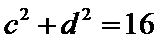 c² + d² = 16